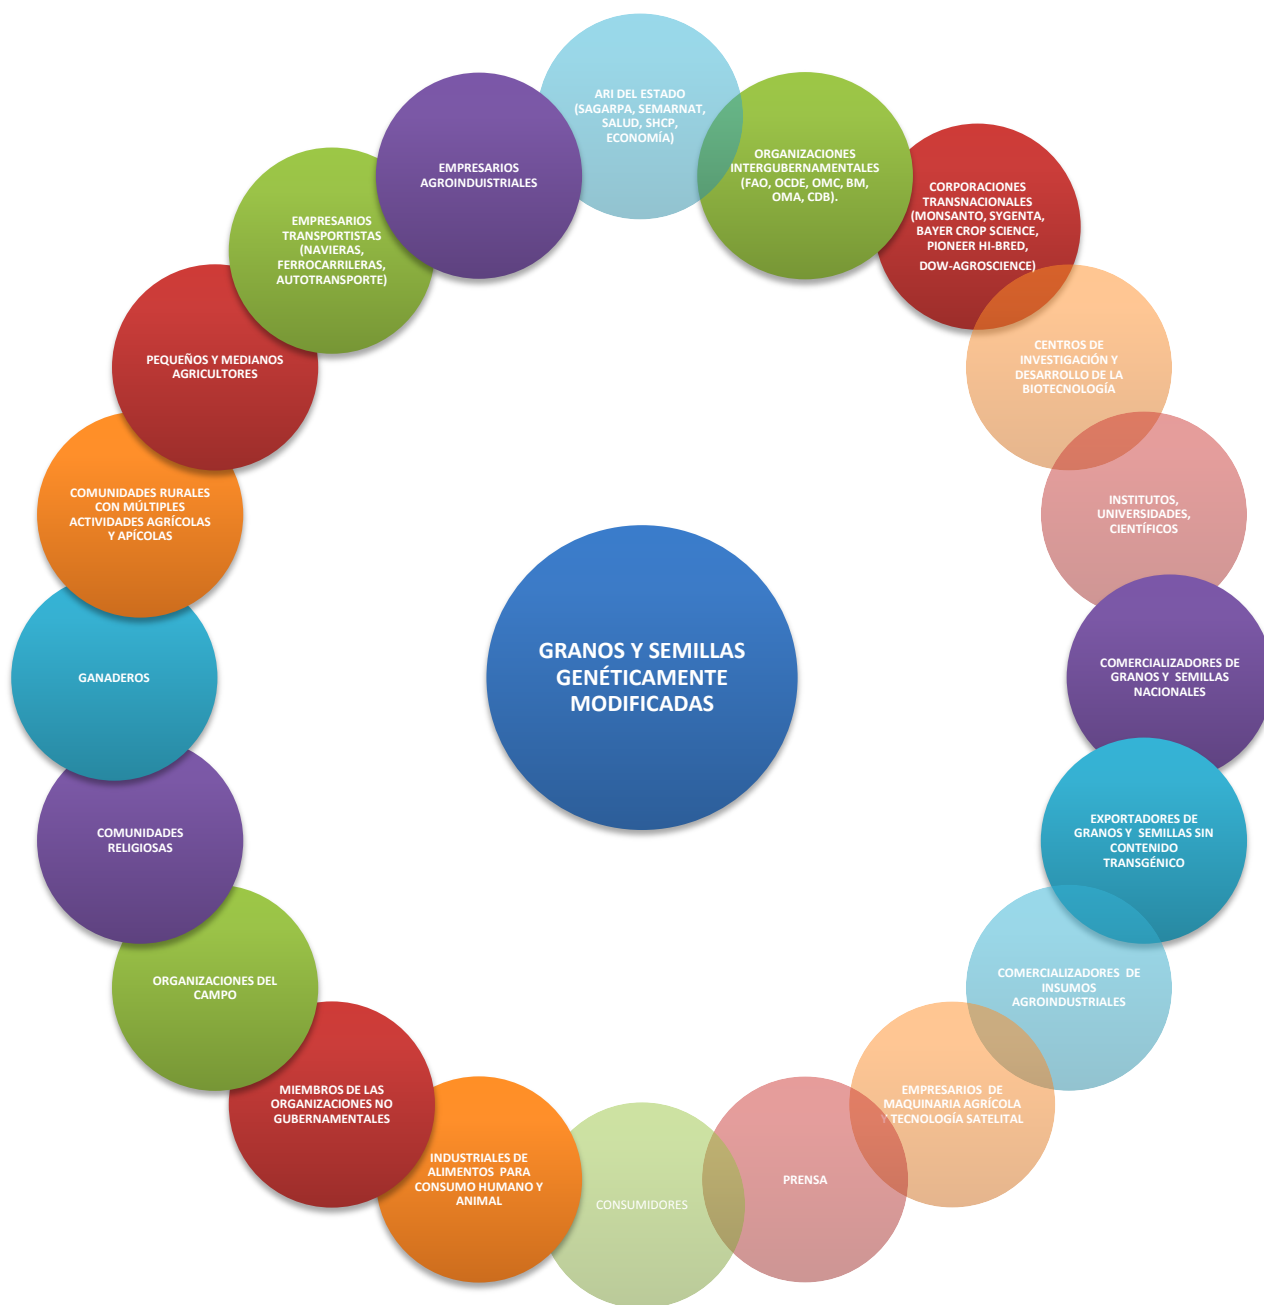 ARI DEL ESTADO
(SAGARPA, SEMARNAT,
SALUD, SHCP,
ECONOMÍA)
ORGANIZACIONES
INTERGUBERNAMENTALES
(FAO, OCDE, OMC, BM,
OMA, CDB).
CORPORACIONES
TRANSNACIONALES
(MONSANTO, SYGENTA,
BAYER CROP SCIENCE,
PIONEER HI-BRED,
DOW-AGROSCIENCE)
CENTROS DE
INVESTIGACIÓN Y
DESARROLLO DE LA
BIOTECNOLOGÍA
INSTITUTOS,
UNIVERSIDADES,
CIENTÍFICOS
COMERCIALIZADORES DE
GRANOS Y SEMILLAS
NACIONALES
EXPORTADORES DE
GRANOS Y SEMILLAS SIN
CONTENIDO
TRANSGÉNICO
COMERCIALIZADORES DE
INSUMOS
AGROINDUSTRIALES
EMPRESARIOS DE
MAQUINARIA AGRÍCOLA
Y TECNOLOGÍA SATELITAL
PRENSA
CONSUMIDORES
INDUSTRIALES DE
ALIMENTOS PARA
CONSUMO HUMANO Y
ANIMAL
MIEMBROS DE LAS
ORGANIZACIONES NO
GUBERNAMENTALES
ORGANIZACIONES DEL
CAMPO
COMUNIDADES
RELIGIOSAS
GANADEROS
COMUNIDADES RURALES
CON MÚLTIPLES
ACTIVIDADES AGRÍCOLAS
Y APÍCOLAS
PEQUEÑOS Y MEDIANOS
AGRICULTORES
EMPRESARIOS
TRANSPORTISTAS
(NAVIERAS,
FERROCARRILERAS,
AUTOTRANSPORTE)
EMPRESARIOS
AGROINDUISTRIALES
GRANOS Y SEMILLAS
GENÉTICAMENTE
MODIFICADAS